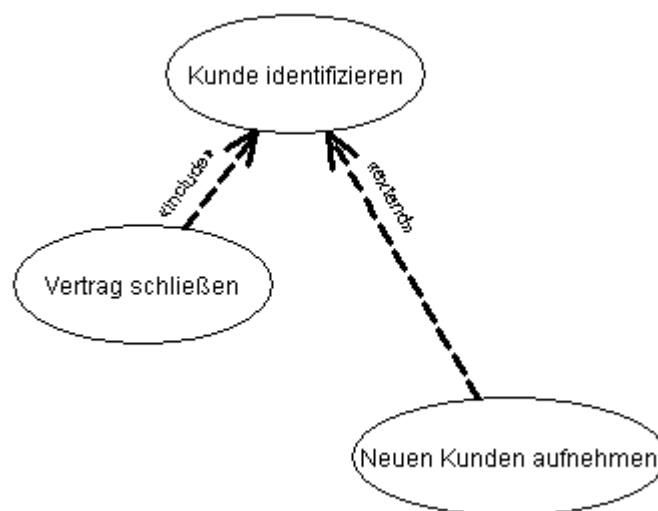 Kunde identifizieren
«include»
«extend»
Vertrag schließen
Neuen Kunden aufnehmen